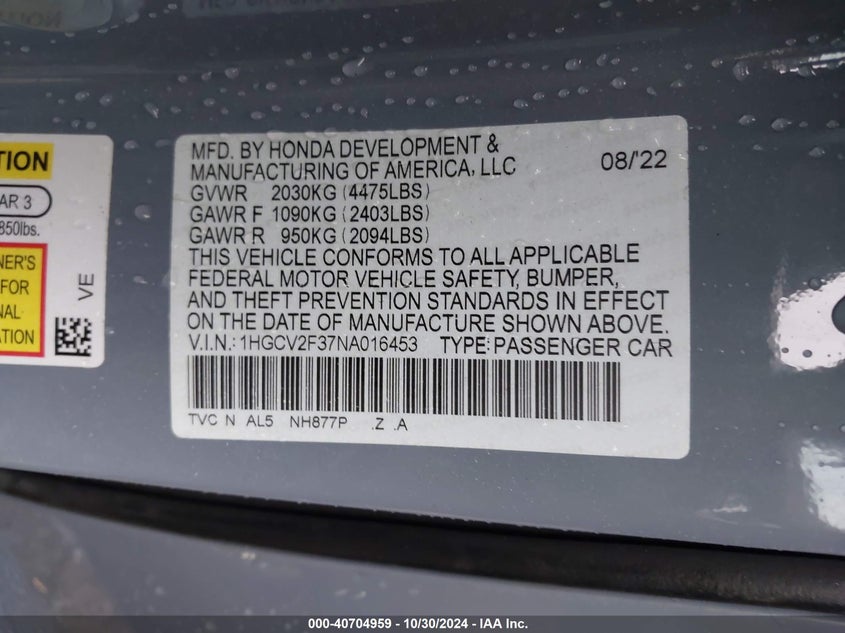 TION
AR 3
850lbs.
NER'S
FOR
NAL
ATION
VE
MFD. BY HONDA DEVELOPMENT &
MANUFACTURING OF AMERICA, LLC 08/'22
GVWR 2030KG (4475LBS)
GAWR F 1090KG (2403LBS)
GAWR R 950KG (2094LBS)
THIS VEHICLE CONFORMS TO ALL APPLICABLE
FEDERAL MOTOR VEHICLE SAFETY, BUMPER,
AND THEFT PREVENTION STANDARDS IN EFFECT
ON THE DATE OF MANUFACTURE SHOWN ABOVE.
V.I.N.: 1HGCV2F37NA016453 TYPE: PASSENGER CAR
TVC N AL5 NH877P .Z .A
000-40704959 - 10/30/2024 - IAA Inc.